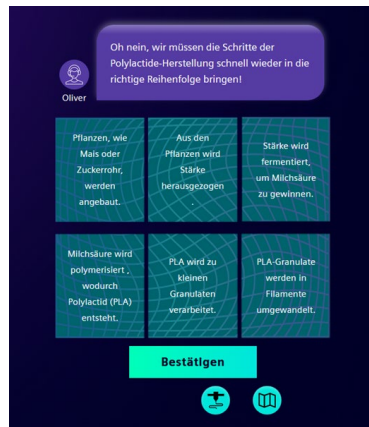 Oh nein, wir müssen die Schritte der
Polylactide-Herstellung schnell wieder in die
richtige Reihenfolge bringen!
Oliver
Pflanzen, wie
Mais oder
Zuckerrohr,
werden
angebaut.
Aus den
Pflanzen wird
Stärke
herausgezogen
.
Stärke wird
fermentiert,
um Milchsäure
zu gewinnen.
Milchsäure wird
polymerisiert ,
wodurch
Polylactid (PLA)
entsteht.
PLA wird zu
kleinen
Granulaten
verarbeitet.
PLA-Granulate
werden in
Filamente
umgewandelt.
Bestätigen